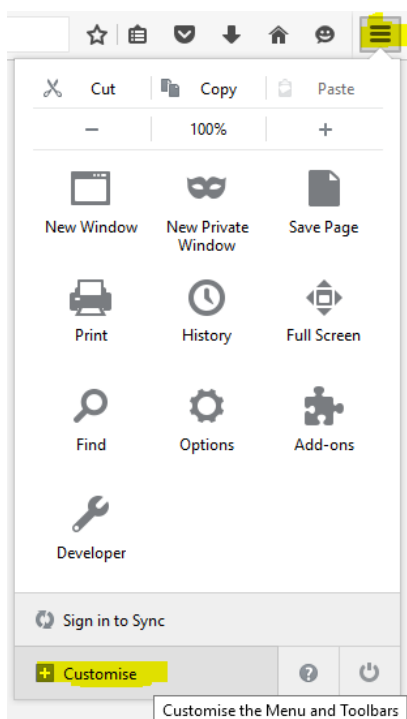 Cut Copy Paste
– 100% +
New Window New Private Window Save Page
Print History Full Screen
Find Options Add-ons
Developer
Sign in to Sync
Customise
Customise the Menu and Toolbars